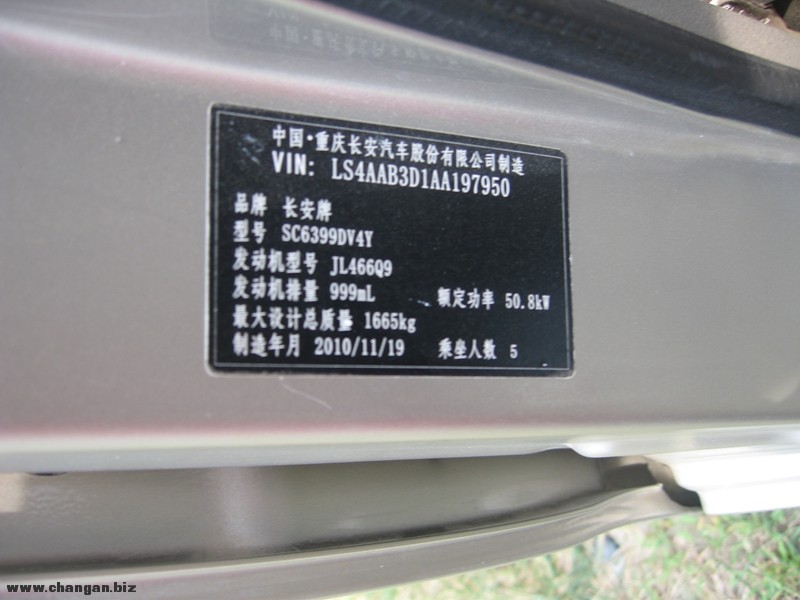 中国·重庆长安汽车股份有限公司制造
VIN: LS4AAB3D1AA197950
品牌 长安牌
型号 SC6399DV4Y
发动机型号 JL466Q9
发动机排量 999mL 额定功率 50.8kW
最大设计总质量 1665kg
制造年月 2010/11/19 乘坐人数 5
www.changan.biz